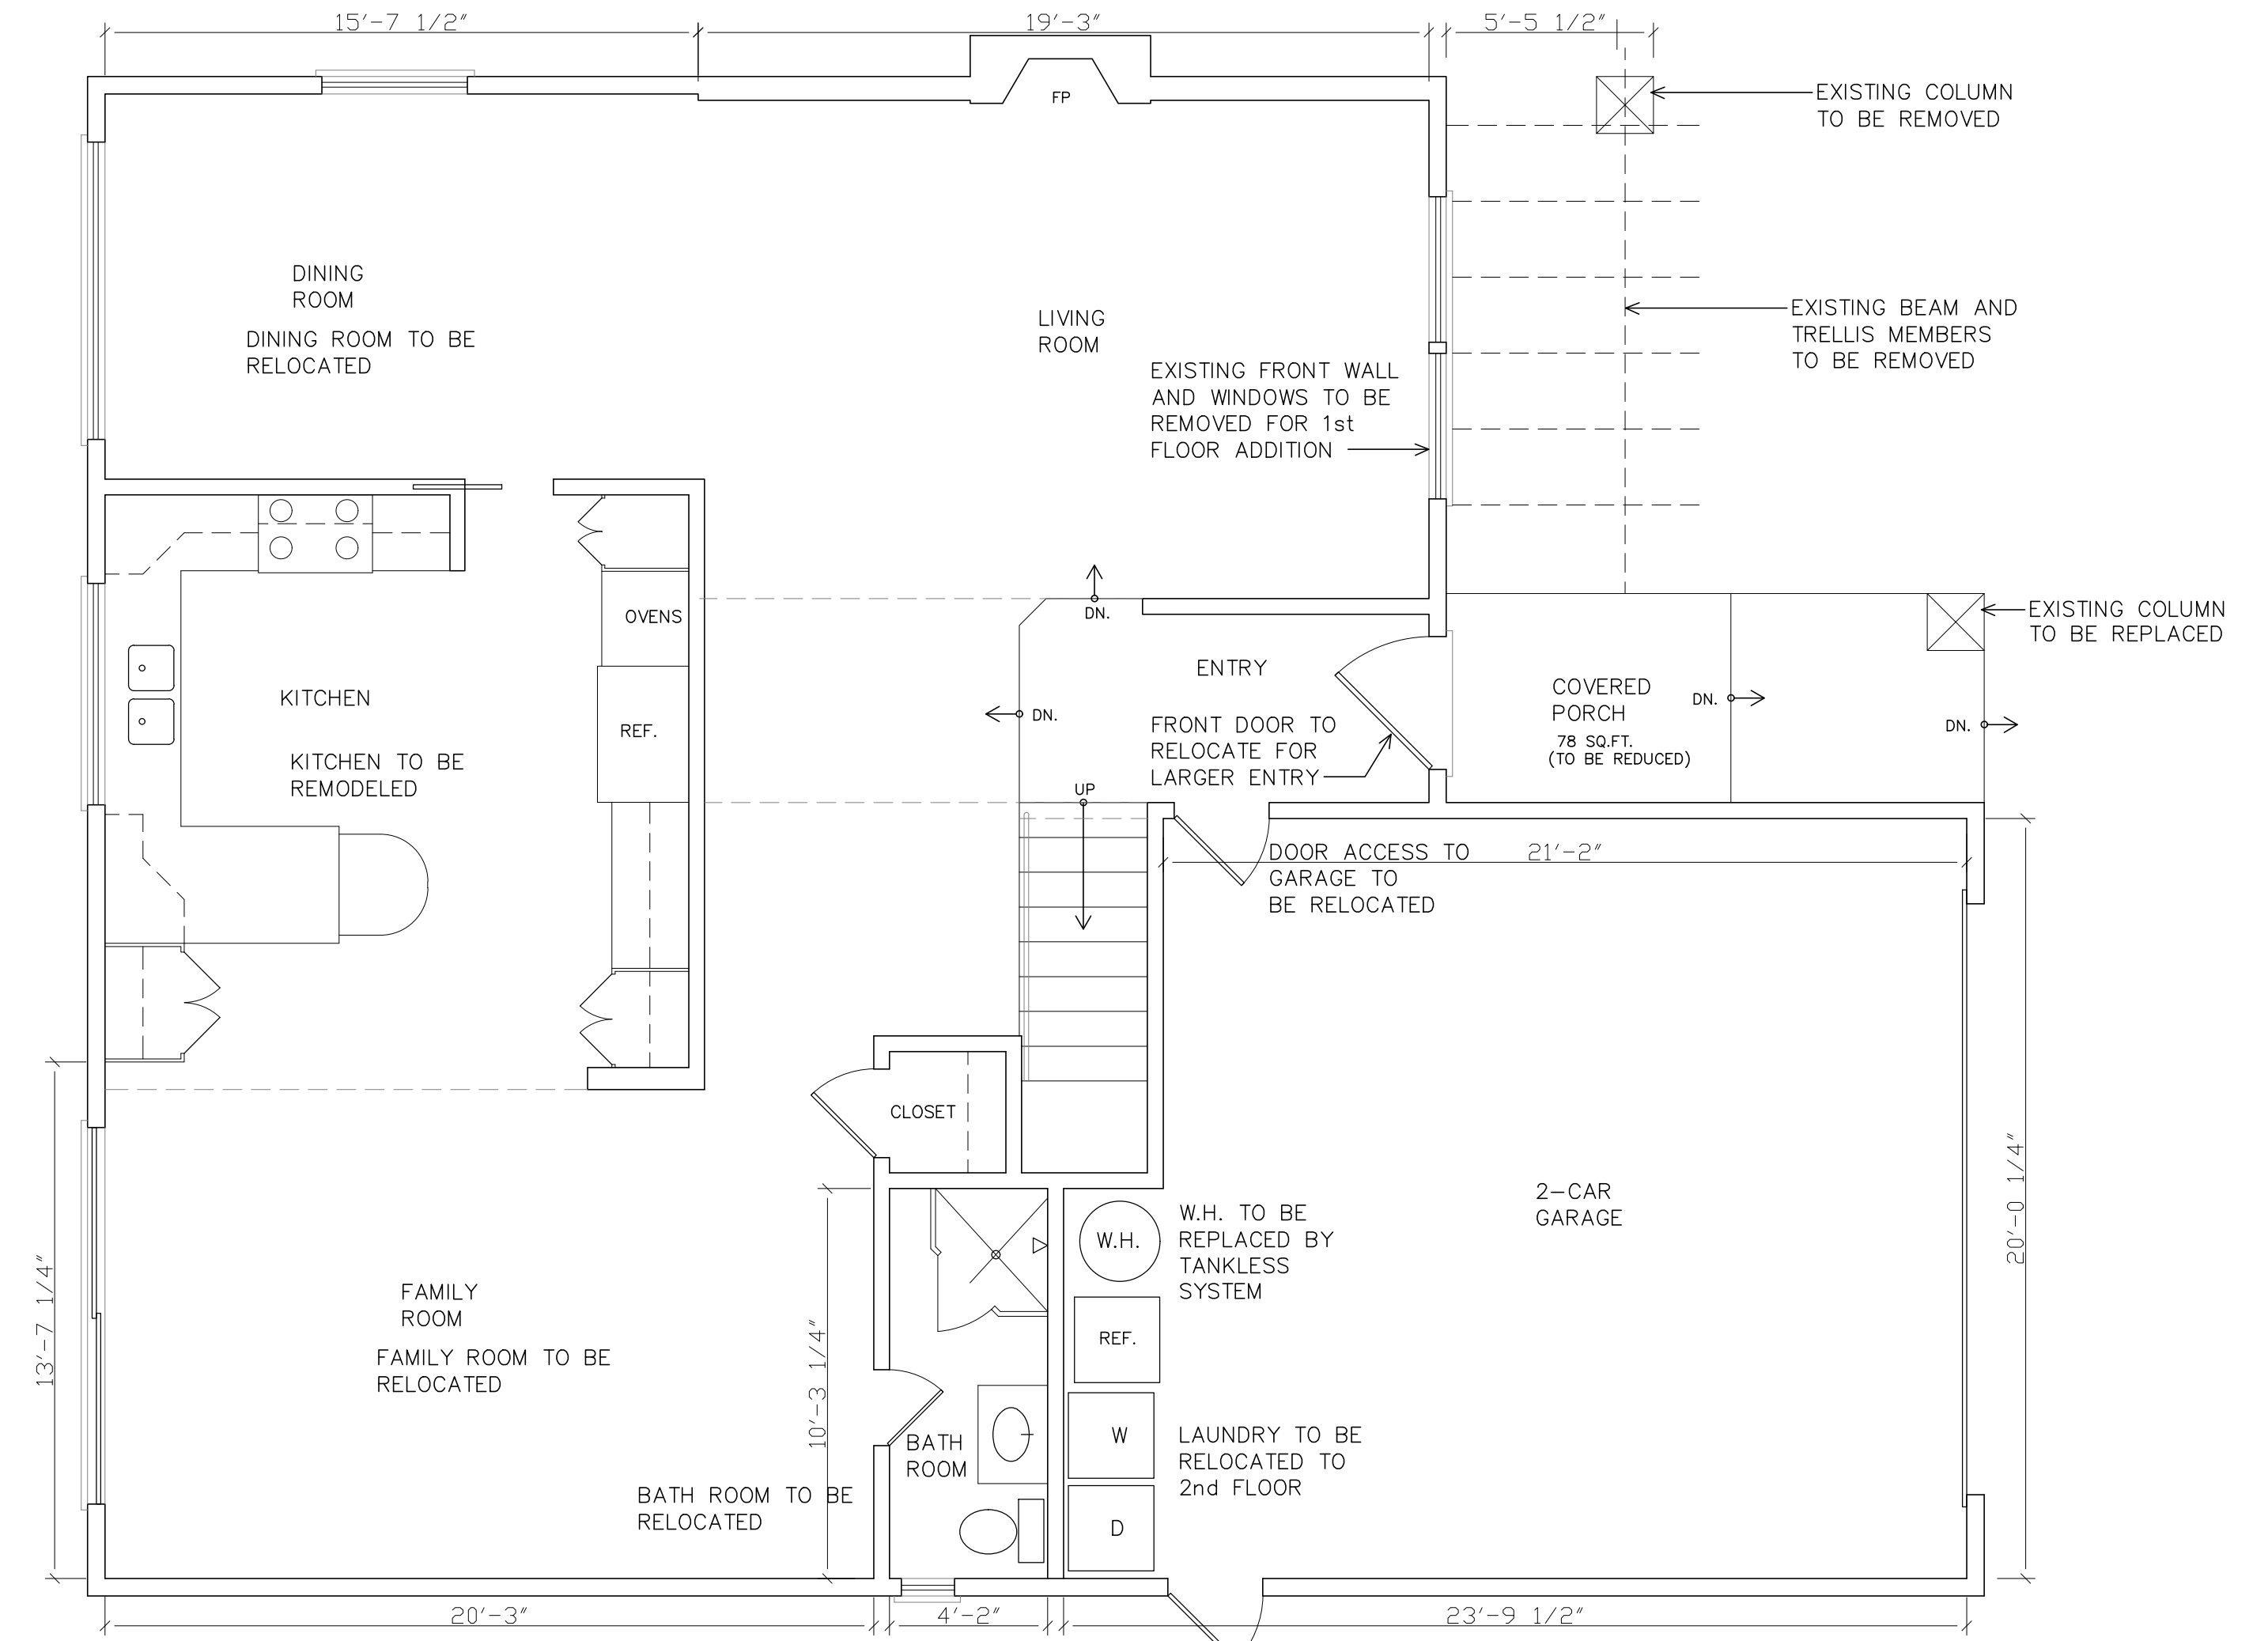 15'-7 1/2"
19'-3"
5'-5 1/2"
FP
EXISTING COLUMN
TO BE REMOVED
DINING
ROOM
DINING ROOM TO BE
RELOCATED
LIVING
ROOM
EXISTING FRONT WALL
AND WINDOWS TO BE
REMOVED FOR 1st
FLOOR ADDITION
EXISTING BEAM AND
TRELLIS MEMBERS
TO BE REMOVED
OVENS
DN.
EXISTING COLUMN
TO BE REPLACED
KITCHEN
KITCHEN TO BE
REMODELED
REF.
DN.
ENTRY
FRONT DOOR TO
RELOCATE FOR
LARGER ENTRY
COVERED
PORCH
78 SQ.FT.
(TO BE REDUCED)
DN.
DN.
UP
DOOR ACCESS TO
GARAGE TO
BE RELOCATED
21'-2"
CLOSET
20'-0 1/4"
2-CAR
GARAGE
W.H.
W.H. TO BE
REPLACED BY
TANKLESS
SYSTEM
13'-7 1/4"
FAMILY
ROOM
FAMILY ROOM TO BE
RELOCATED
10'-3 1/4"
REF.
BATH
ROOM
BATH ROOM TO BE
RELOCATED
W
LAUNDRY TO BE
RELOCATED TO
2nd FLOOR
D
20'-3"
4'-2"
23'-9 1/2"